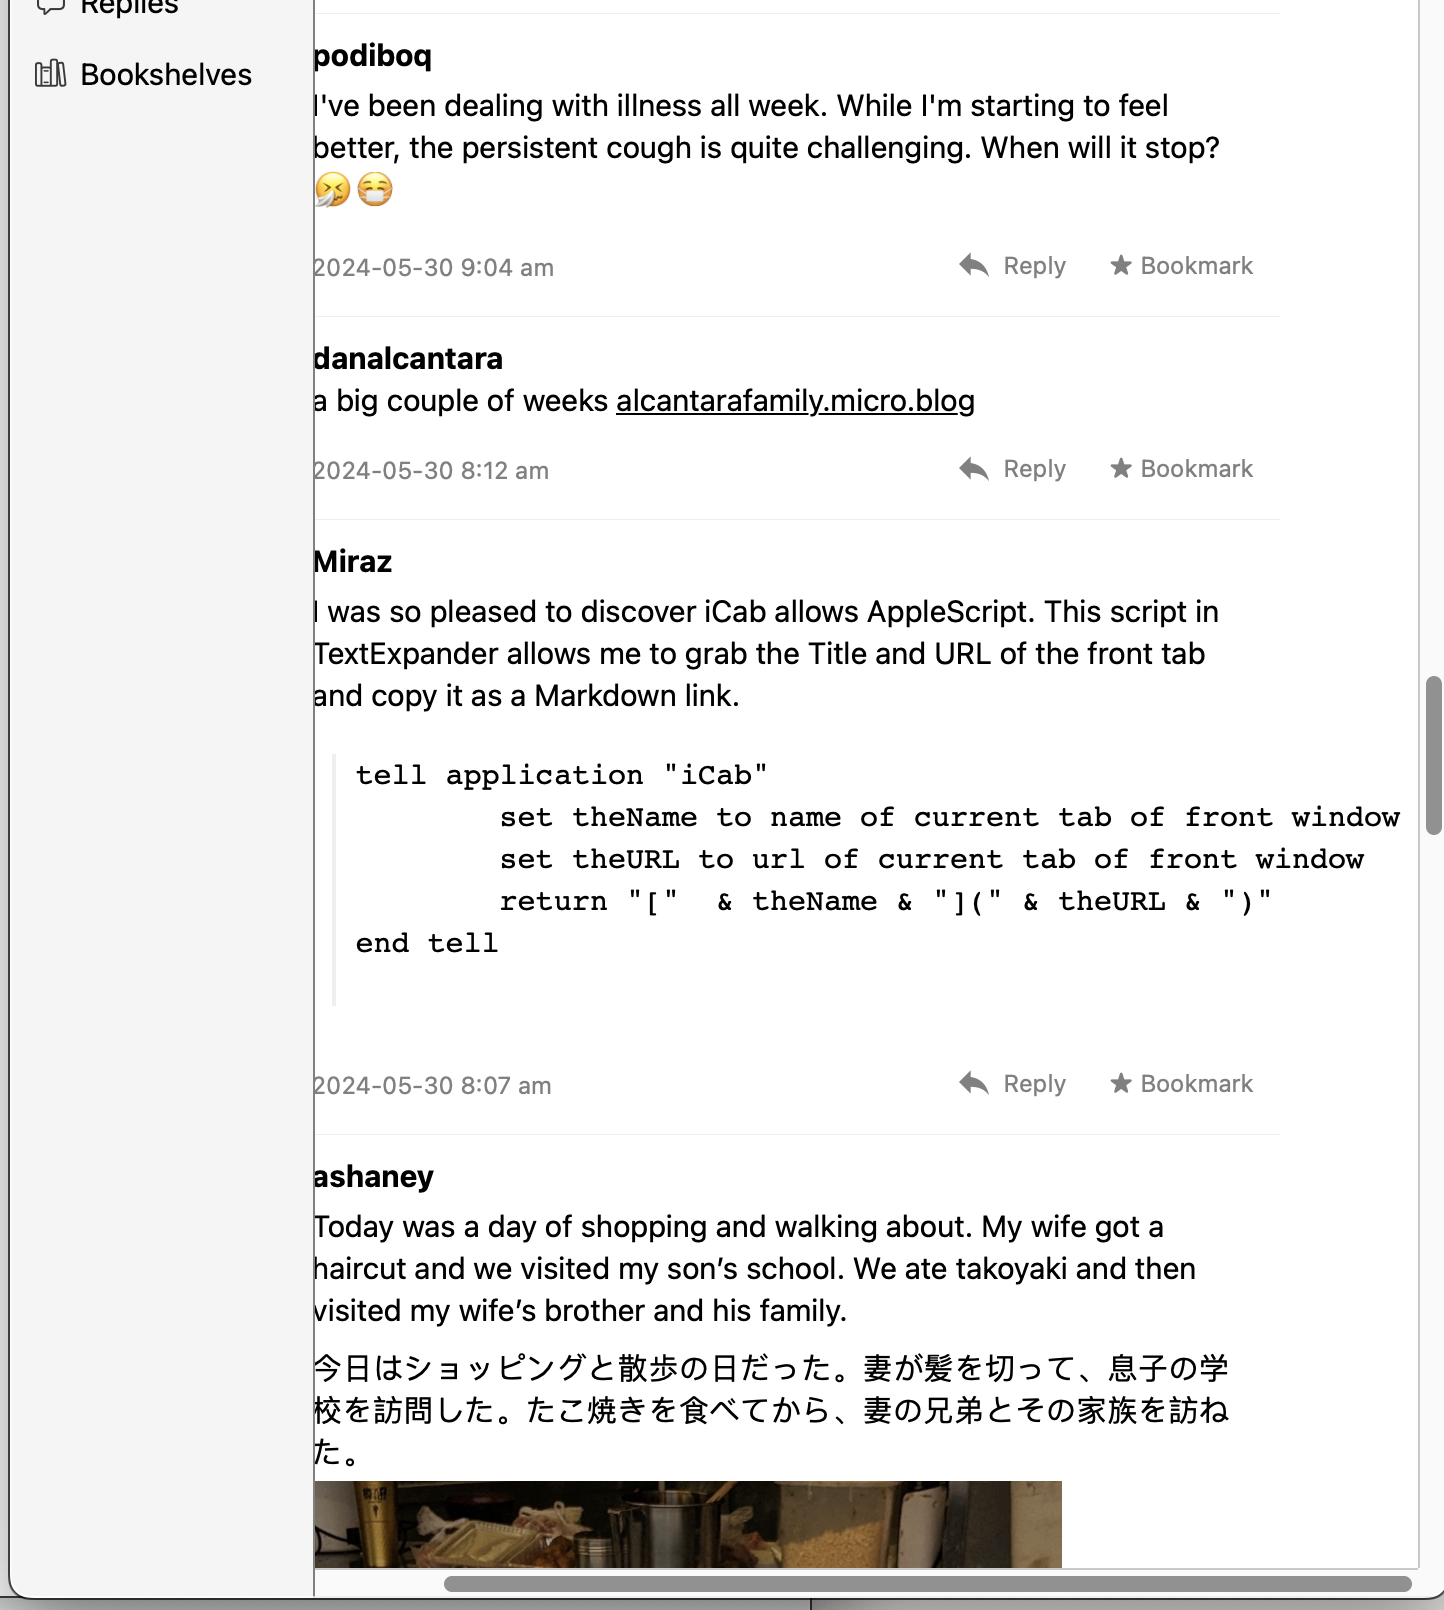 Replies
Bookshelves
podiboq
I've been dealing with illness all week. While I'm starting to feel
better, the persistent cough is quite challenging. When will it stop?
🤧😷
2024-05-30 9:04 am
Reply
★ Bookmark
danalcantara
a big couple of weeks alcantarafamily.micro.blog
2024-05-30 8:12 am
Reply
★ Bookmark
Miraz
I was so pleased to discover iCab allows AppleScript. This script in
TextExpander allows me to grab the Title and URL of the front tab
and copy it as a Markdown link.
tell application "iCab"
set theName to name of current tab of front window
set theURL to url of current tab of front window
return "["  & theName & "](" & theURL & ")"
end tell
2024-05-30 8:07 am
Reply
★ Bookmark
ashaney
Today was a day of shopping and walking about. My wife got a
haircut and we visited my son’s school. We ate takoyaki and then
visited my wife’s brother and his family.
今日はショッピングと散歩の日だった。妻が髪を切って、息子の学
校を訪問した。たこ焼きを食べてから、妻の兄弟とその家族を訪ね
た。